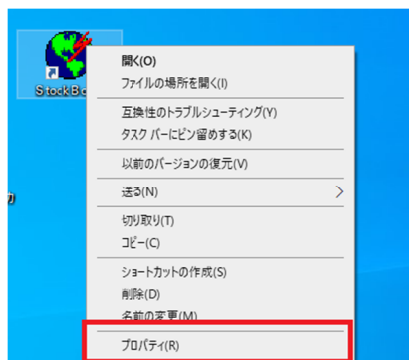 StockBo
開く(O)
ファイルの場所を開く(I)
互換性のトラブルシューティング(Y)
タスク バーにピン留めする(K)
以前のバージョンの復元(V)
送る(N)
切り取り(T)
コピー(C)
ショートカットの作成(S)
削除(D)
名前の変更(M)
プロパティ(R)